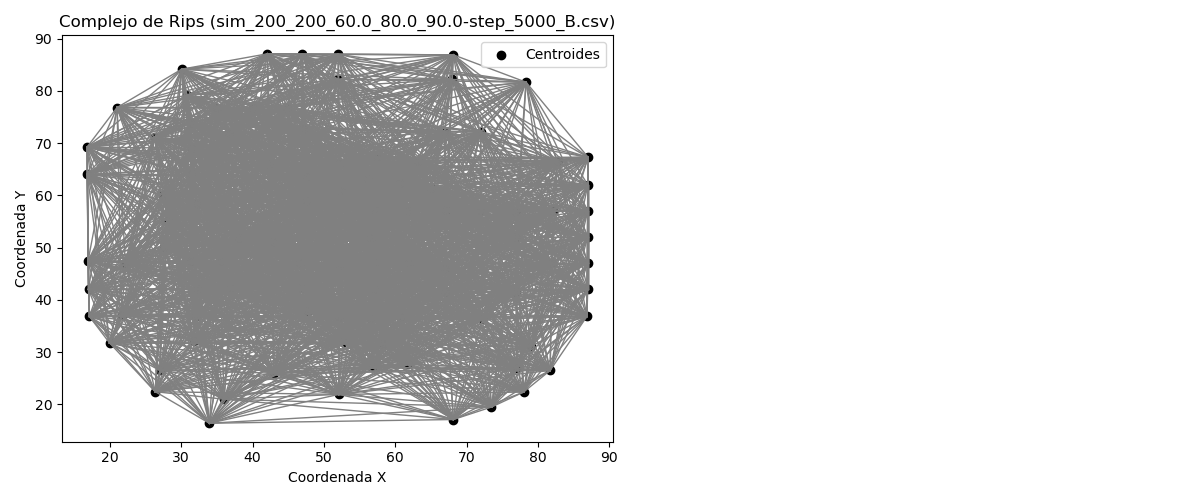 Complejo de Rips (sim_200_200_60.0_80.0_90.0-step_5000_B.csv)
Centroides
Coordenada Y
90
80
70
60
50
40
30
20
20 30 40 50 60 70 80 90
Coordenada X